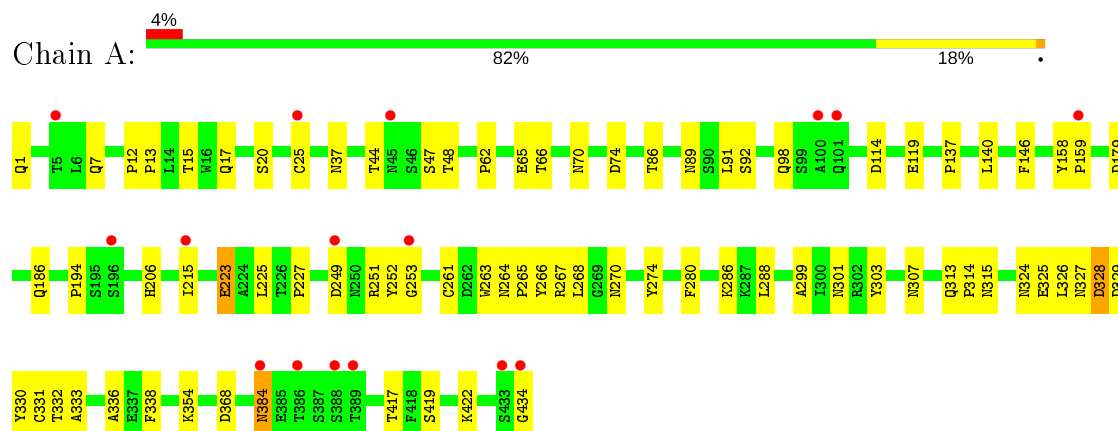 4%
Chain A:
82% 18% •
Q1 T5 L6 Q7 P12 P13 L14 T15 W16 Q17 S20 C25 N37 T44 N45 S46 S47 T48 P62 E65 T66 N70 D74 T86 N89 S90 L91 S92 Q98 S99 A100 Q101 D114 E119 P137 L140 F146 Y158 P159
Q186 P194 S195 S196 H206 I215 E223 A224 L225 T226 P227 D249 N250 R251 Y252 G253 C261 D262 W263 N264 P265 Y266 R267 L268 G269 N270 Y274 F280 K286 K287 L288 A299 I300 N301 R302 Y303 N307 Q313 P314 N315 N324 E325 L326 N327 D328 D329
Y330 C331 T332 A333 A336 E337 F338 K354 D368 N384 E385 T386 S387 S388 T389 T417 F418 S419 K422 S433 G434